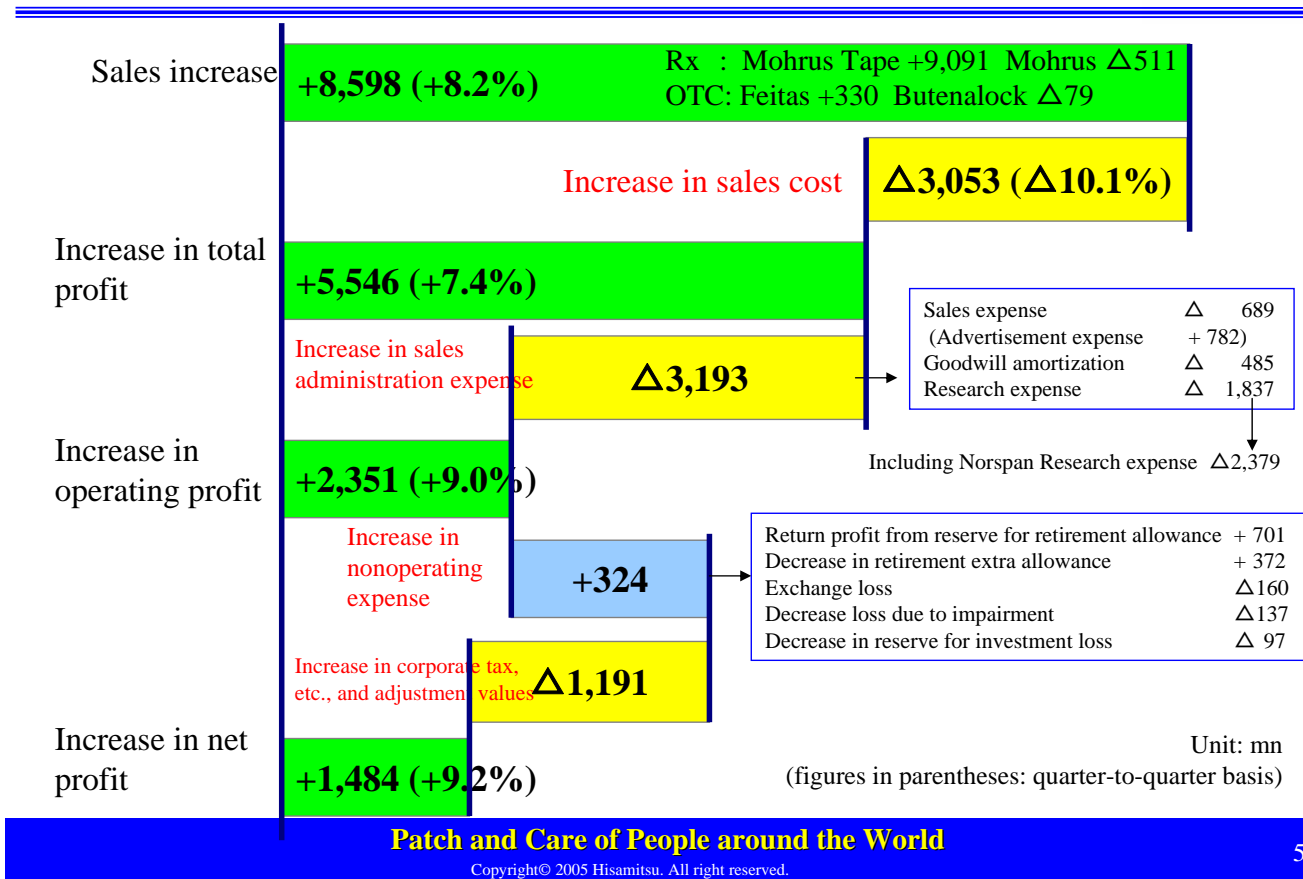 Sales increase
+8,598 (+8.2%)
Rx : Mohrus Tape +9,091 Mohrus △511
OTC: Feitas +330 Butenalock △79
Increase in sales cost
△3,053 (△10.1%)
Increase in total
profit
+5,546 (+7.4%)
Increase in sales
administration expense
△3,193
Sales expense △ 689
(Advertisement expense + 782)
Goodwill amortization △ 485
Research expense △ 1,837
Including Norspan Research expense △2,379
Increase in
operating profit
+2,351 (+9.0%)
Increase in
nonoperating
expense
+324
Return profit from reserve for retirement allowance + 701
Decrease in retirement extra allowance + 372
Exchange loss △160
Decrease loss due to impairment △137
Decrease in reserve for investment loss △ 97
Increase in corporate tax,
etc., and adjustment values
△1,191
Increase in net
profit
+1,484 (+9.2%)
Unit: mn
(figures in parentheses: quarter-to-quarter basis)
Patch and Care of People around the World
Copyright© 2005 Hisamitsu. All right reserved.
5